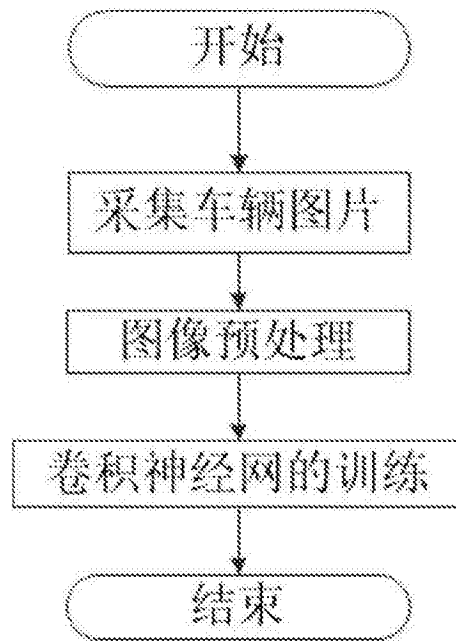 开始
采集车辆图片
图像预处理
卷积神经网的训练
结束